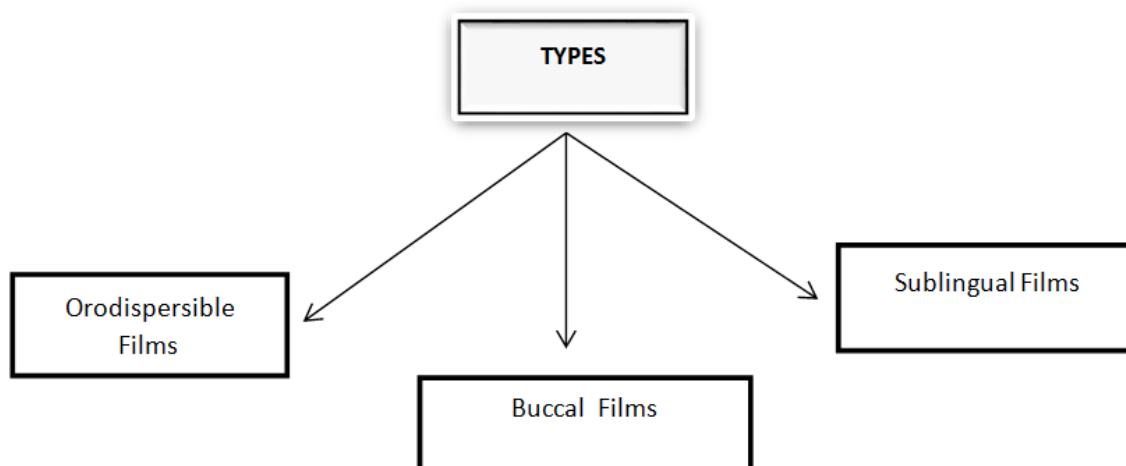 TYPES
Orodispersible
Films
Buccal Films
Sublingual Films